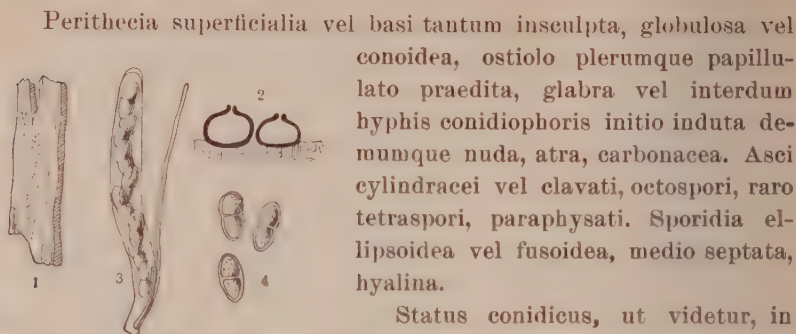 Perithecia superficialia vel basi tantum insculpta, globulosa vel
conoidea, ostiolo plerumque papillu-
lato praedita, glabra vel interdum
hyphis conidiophoris initio induta de-
mumque nuda, atra, carbonacea. Asci
cylindracei vel clavati, octospori, raro
tetraspori, paraphysati. Sporidia el-
lipsoidea vel fusoidea, medio septata,
hyalina.
Status conidicus, ut videtur, in
1
2
3
4